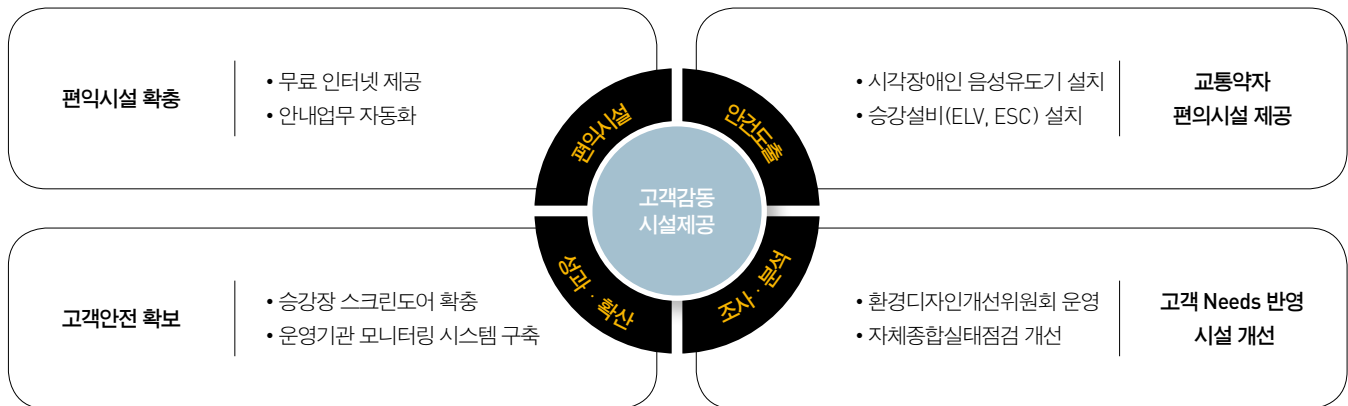 편익시설 확충
• 무료 인터넷 제공
• 안내업무 자동화
• 시각장애인 음성유도기 설치
• 승강설비(ELV, ESC) 설치
교통약자
편의시설 제공
편익시설
안건도출
고객감동
시설제공
성과 · 확산
조사 · 분석
고객안전 확보
• 승강장 스크린도어 확충
• 운영기관 모니터링 시스템 구축
• 환경디자인개선위원회 운영
• 자체종합실태점검 개선
고객 Needs 반영
시설 개선